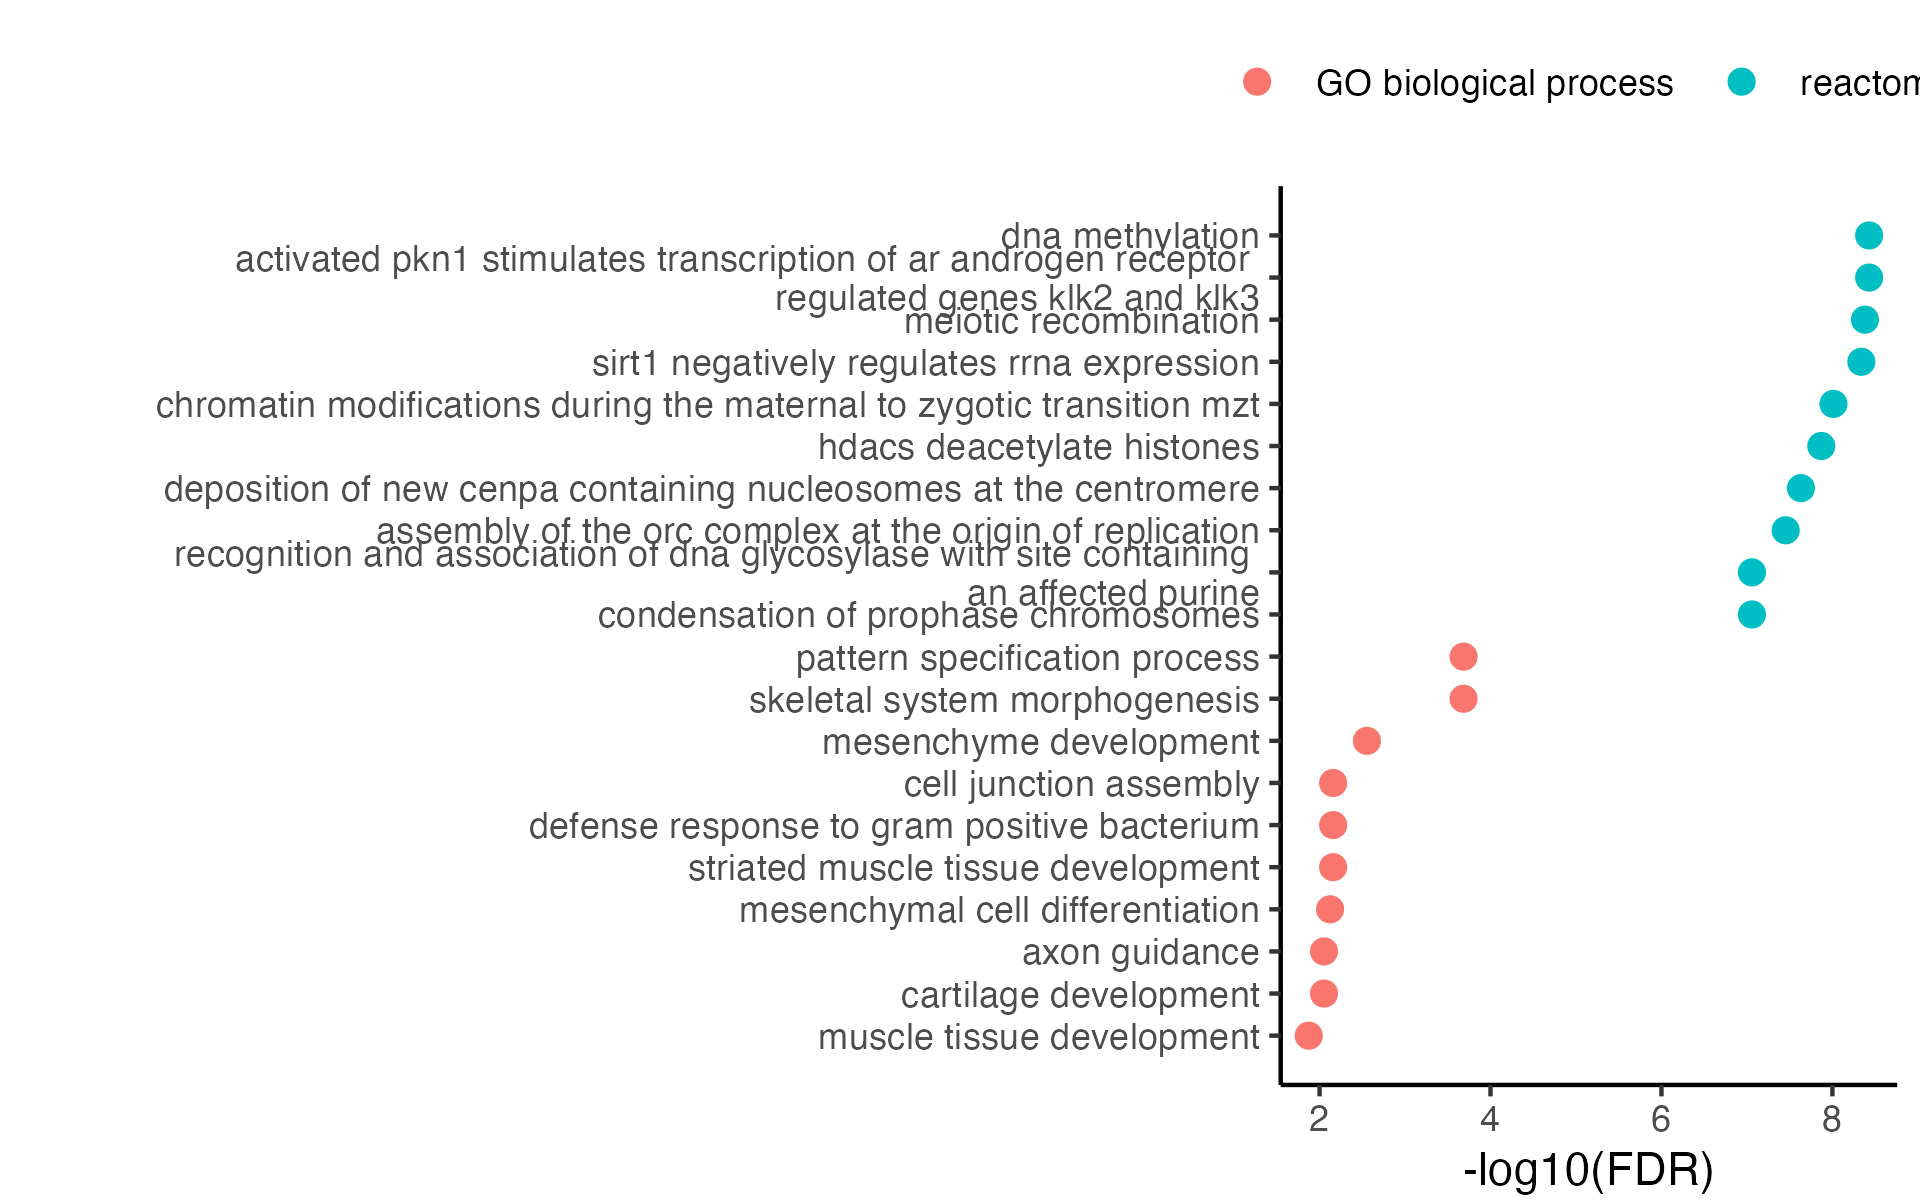 GO biological process
reactom
dna methylation
activated pkn1 stimulates transcription of ar androgen receptor
regulated genes klk2 and klk3
meiotic recombination
sirt1 negatively regulates rrna expression
chromatin modifications during the maternal to zygotic transition mzt
hdacs deacetylate histones
deposition of new cenpa containing nucleosomes at the centromere
assembly of the orc complex at the origin of replication
recognition and association of dna glycosylase with site containing
an affected purine
condensation of prophase chromosomes
pattern specification process
skeletal system morphogenesis
mesenchyme development
cell junction assembly
defense response to gram positive bacterium
striated muscle tissue development
mesenchymal cell differentiation
axon guidance
cartilage development
muscle tissue development
2 4 6 8
-log10(FDR)